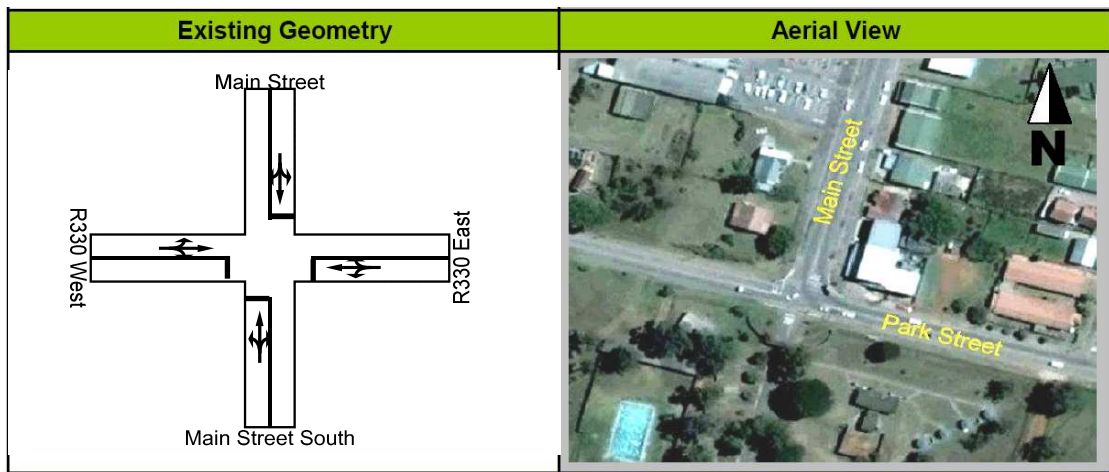 Existing Geometry
Aerial View
Main Street
R330 West
R330 East
Main Street South
Main Street
Park Street
N